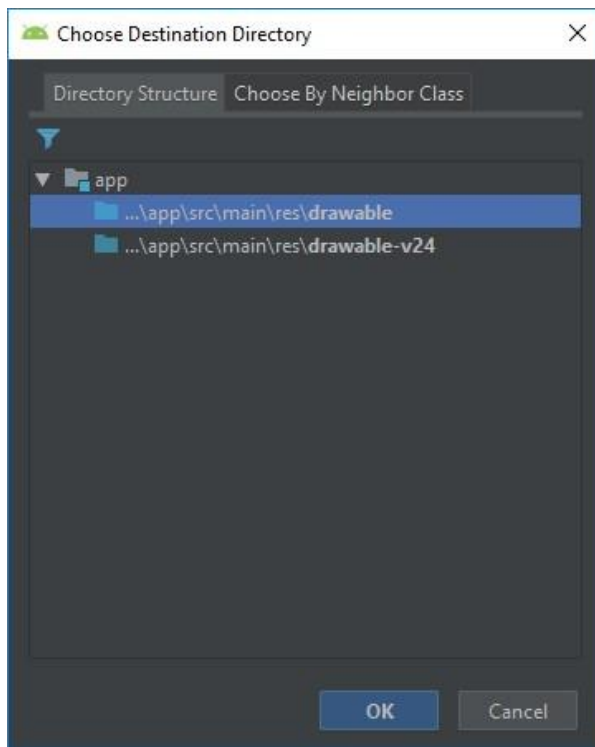 Choose Destination Directory
Directory Structure Choose By Neighbor Class
app
...\app\src\main\res\drawable
...\app\src\main\res\drawable-v24
OK Cancel